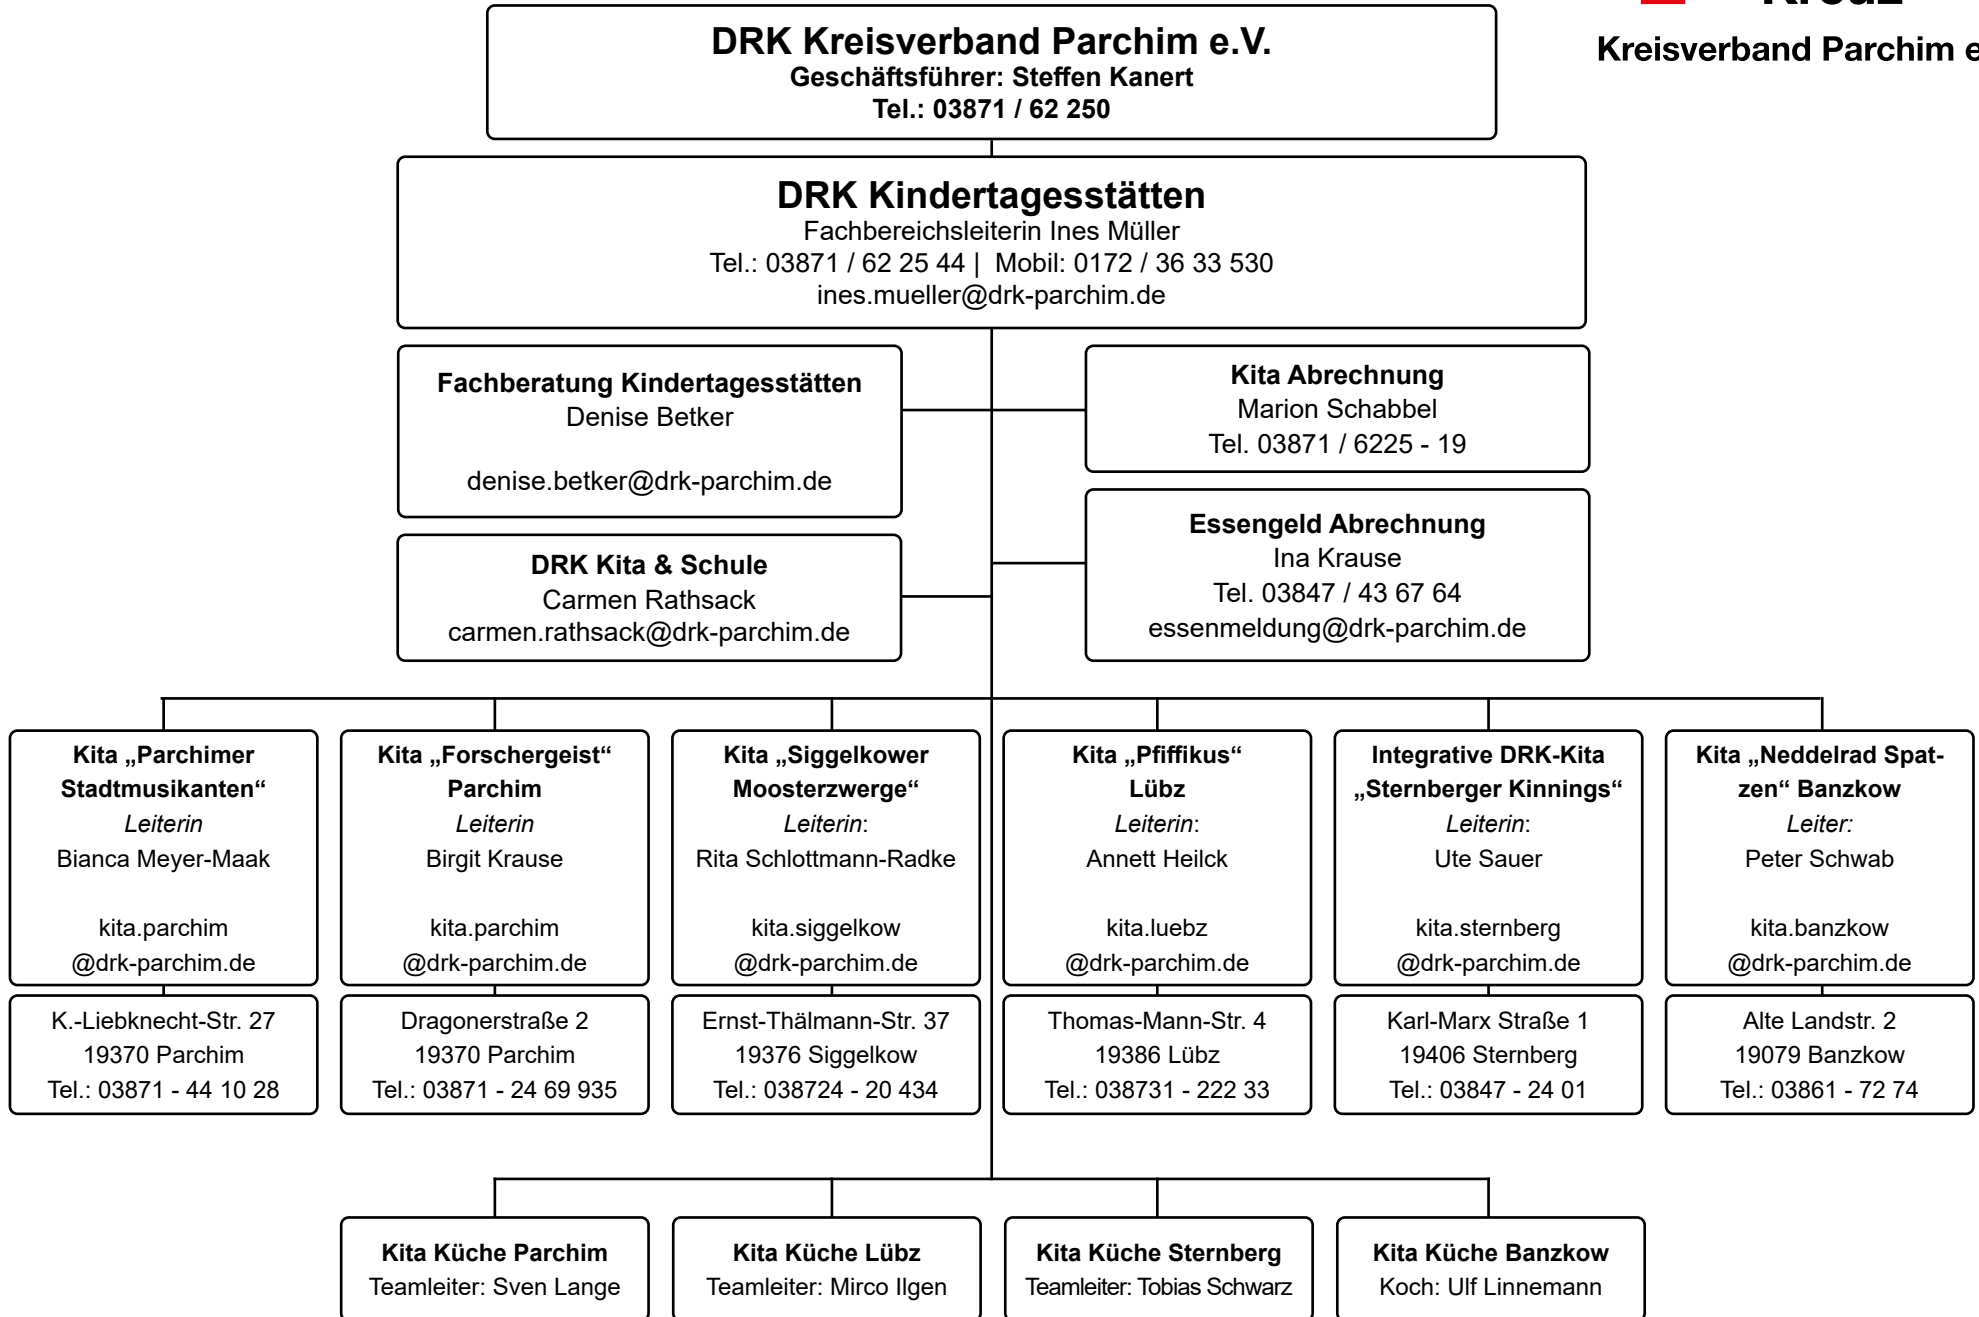 Kreuz
Kreisverband Parchim e
DRK Kreisverband Parchim e.V.
Geschäftsführer: Steffen Kanert
Tel.: 03871 / 62 250
DRK Kindertagesstätten
Fachbereichsleiterin Ines Müller
Tel.: 03871 / 62 25 44 | Mobil: 0172 / 36 33 530
ines.mueller@drk-parchim.de
Fachberatung Kindertagesstätten
Denise Betker
denise.betker@drk-parchim.de
Kita Abrechnung
Marion Schabbel
Tel. 03871 / 6225 - 19
DRK Kita & Schule
Carmen Rathsack
carmen.rathsack@drk-parchim.de
Essengeld Abrechnung
Ina Krause
Tel. 03847 / 43 67 64
essenmeldung@drk-parchim.de
Kita „Parchimer
Stadtmusikanten“
Leiterin
Bianca Meyer-Maak
kita.parchim
@drk-parchim.de
K.-Liebknecht-Str. 27
19370 Parchim
Tel.: 03871 - 44 10 28
Kita „Forschergeist“
Parchim
Leiterin
Birgit Krause
kita.parchim
@drk-parchim.de
Dragonerstraße 2
19370 Parchim
Tel.: 03871 - 24 69 935
Kita „Siggelkower
Moosterzwerge“
Leiterin:
Rita Schlottmann-Radke
kita.siggelkow
@drk-parchim.de
Ernst-Thälmann-Str. 37
19376 Siggelkow
Tel.: 038724 - 20 434
Kita „Pfiffikus“
Lübz
Leiterin:
Annett Heilck
kita.luebz
@drk-parchim.de
Thomas-Mann-Str. 4
19386 Lübz
Tel.: 038731 - 222 33
Integrative DRK-Kita
„Sternberger Kinnings“
Leiterin:
Ute Sauer
kita.sternberg
@drk-parchim.de
Karl-Marx Straße 1
19406 Sternberg
Tel.: 03847 - 24 01
Kita „Neddelrad Spat-
zen“ Banzkow
Leiter:
Peter Schwab
kita.banzkow
@drk-parchim.de
Alte Landstr. 2
19079 Banzkow
Tel.: 03861 - 72 74
Kita Küche Parchim
Teamleiter: Sven Lange
Kita Küche Lübz
Teamleiter: Mirco Ilgen
Kita Küche Sternberg
Teamleiter: Tobias Schwarz
Kita Küche Banzkow
Koch: Ulf Linnemann